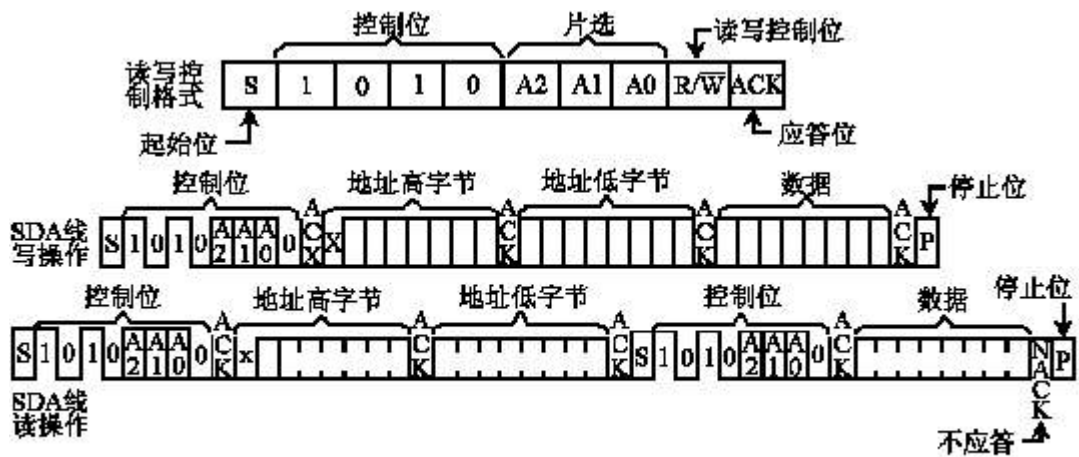 控制位 片选 读写控制位
读写控制格式 S 1 0 1 0 A2 A1 A0 R/W̅ ACK
起始位 应答位
控制位 地址高字节 地址低字节 数据 停止位
SDA线写操作 S 1 0 1 0 A2 A1 A0 0 ACX X ACK ACK ACK P
控制位 地址高字节 地址低字节 控制位 数据 停止位
SDA线读操作 S 1 0 1 0 A2 A1 A0 0 ACK x ACK ACK S 1 0 1 0 A2 A1 A0 0 ACK NACK P
不应答